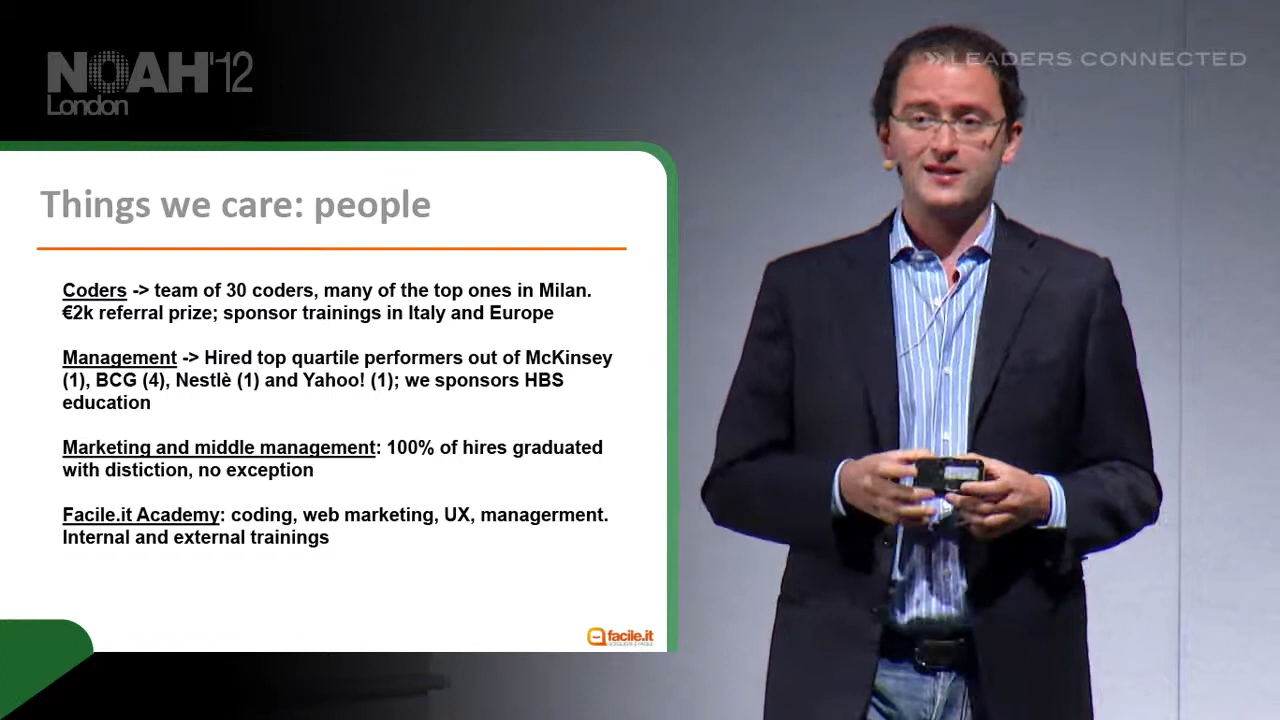 NOAH'12
London
LEADERS CONNECTED
Things we care: people
Coders -> team of 30 coders, many of the top ones in Milan.
€2k referral prize; sponsor trainings in Italy and Europe
Management -> Hired top quartile performers out of McKinsey
(1), BCG (4), Nestlè (1) and Yahoo! (1); we sponsors HBS
education
Marketing and middle management: 100% of hires graduated
with distiction, no exception
Facile.it Academy: coding, web marketing, UX, managerment.
Internal and external trainings
facile.it